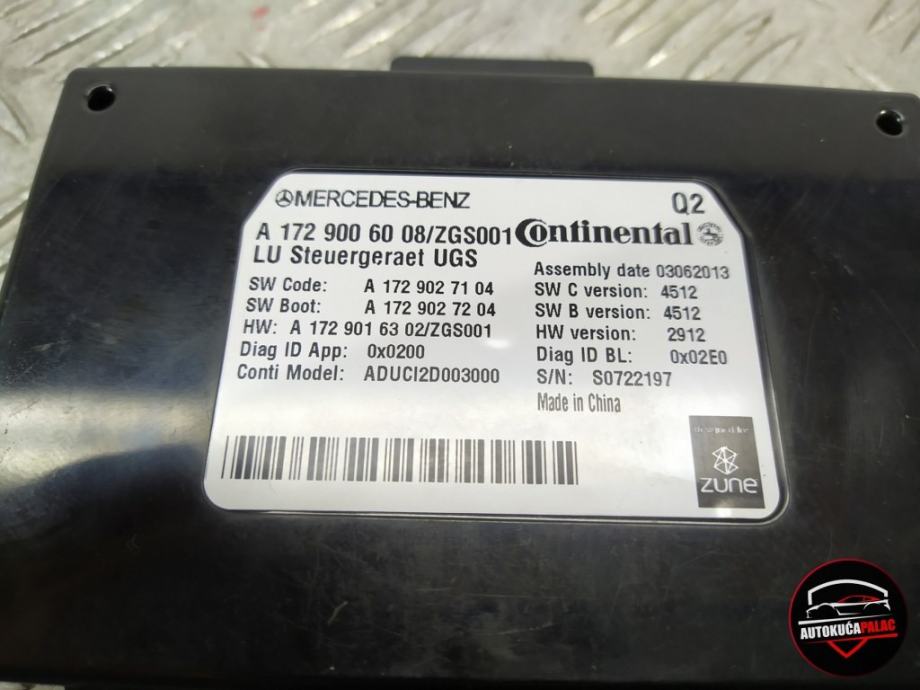 MERCEDES-BENZ
Q2
A 172 900 60 08/ZGS001 Continental
LU Steuergeraet UGS
Assembly date 03062013
SW Code: A 172 902 71 04
SW C version: 4512
SW Boot: A 172 902 72 04
SW B version: 4512
HW: A 172 901 63 02/ZGS001
HW version: 2912
Diag ID App: 0x0200
Diag ID BL: 0x02E0
Conti Model: ADUCI2D003000
S/N: S0722197
Made in China
zune
AUTOKUĆAPALAC